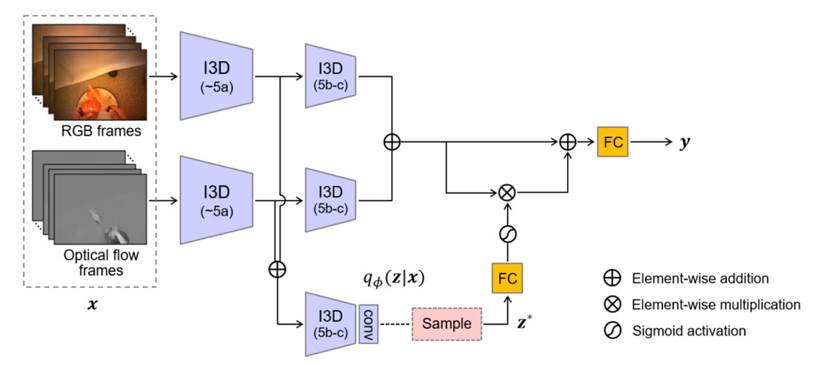 RGB frames
Optical flow
frames
x
I3D
(~5a)
I3D
(5b-c)
I3D
(~5a)
I3D
(5b-c)
I3D
(5b-c)
conv
qϕ(z|x)
Sample
z*
FC
FC
y
Element-wise addition
Element-wise multiplication
Sigmoid activation